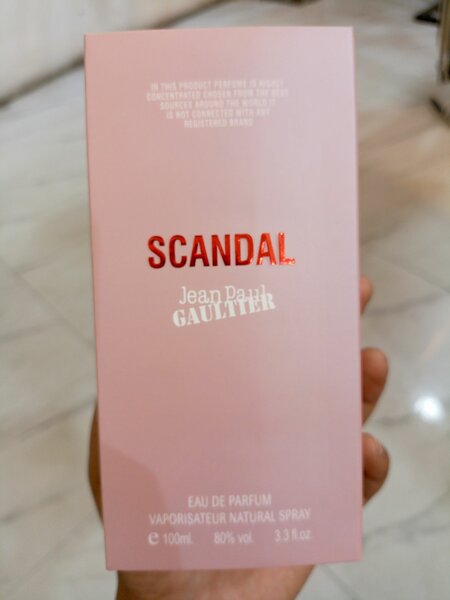 IN THIS PRODUCT PERFUME IS HIGHLY
CONCENTRATED CHOSEN FROM THE BEST
SOURCES AROUND THE WORLD IT
IS NOT CONNECTED WITH ANY
REGISTERED BRAND
SCANDAL
Jean Paul
GAULTIER
EAU DE PARFUM
VAPORISATEUR NATURAL SPRAY
e 100ml. 80% vol. 3.3 fl.oz